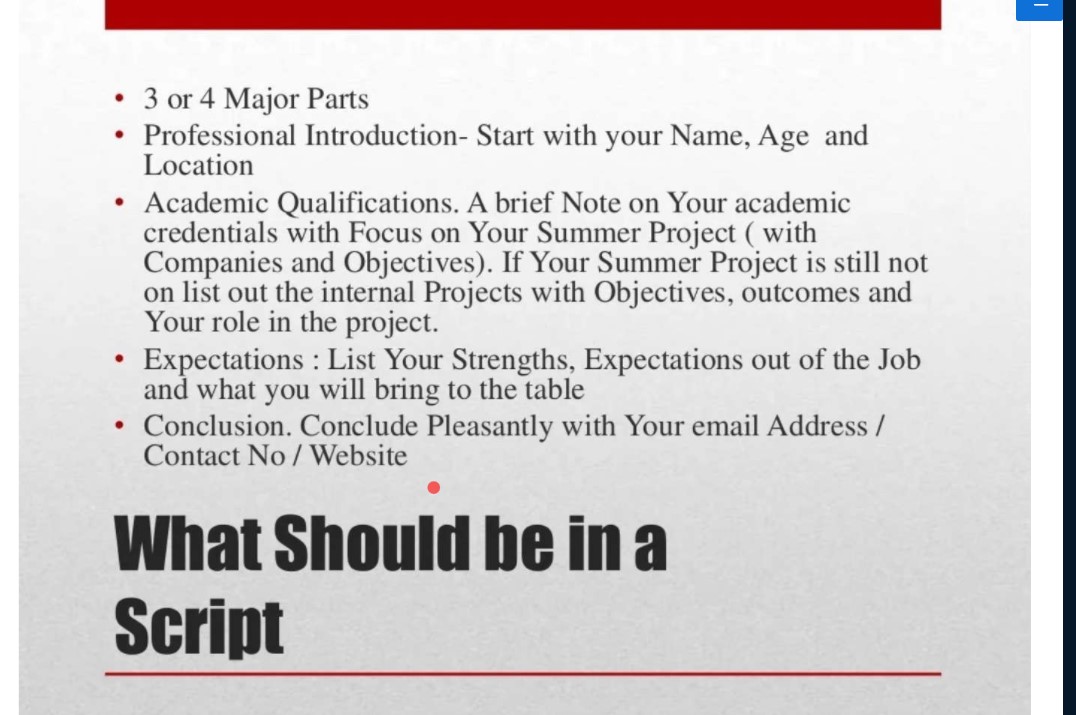 • 3 or 4 Major Parts
• Professional Introduction- Start with your Name, Age and
Location
• Academic Qualifications. A brief Note on Your academic
credentials with Focus on Your Summer Project ( with
Companies and Objectives). If Your Summer Project is still not
on list out the internal Projects with Objectives, outcomes and
Your role in the project.
• Expectations : List Your Strengths, Expectations out of the Job
and what you will bring to the table
• Conclusion. Conclude Pleasantly with Your email Address /
Contact No / Website
What Should be in a
Script